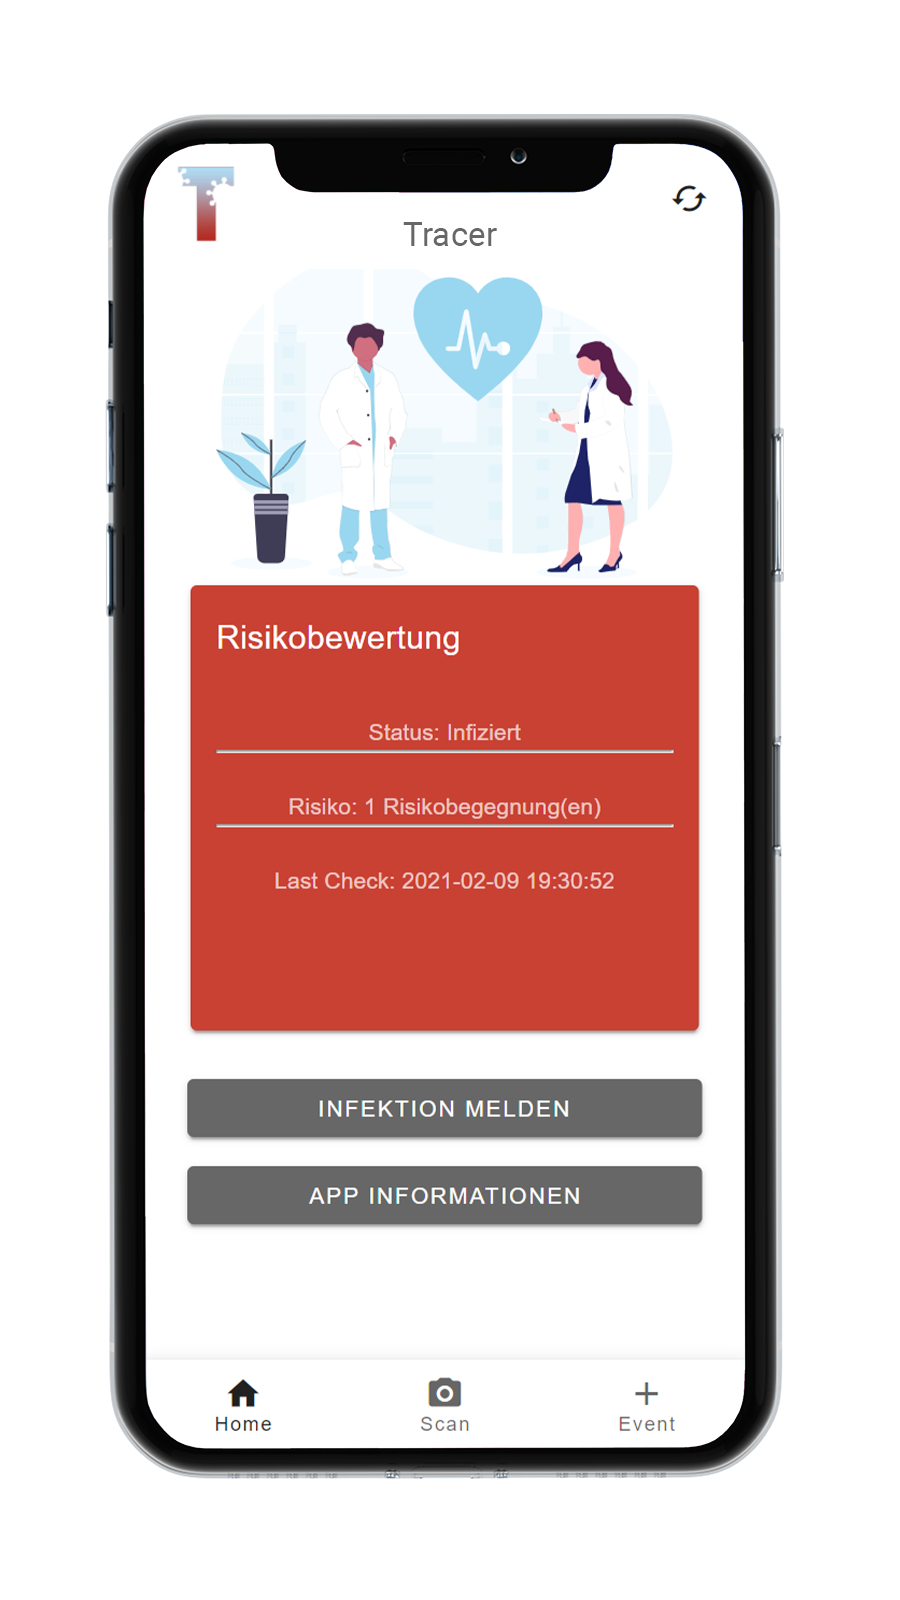 T
Tracer
Risikobewertung
Status: Infiziert
Risiko: 1 Risikobegegnung(en)
Last Check: 2021-02-09 19:30:52
INFEKTION MELDEN
APP INFORMATIONEN
Home
Scan
Event